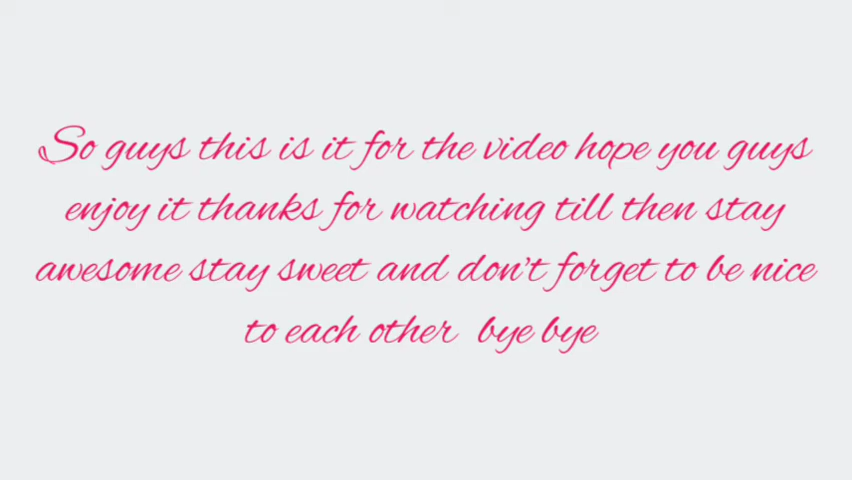 So guys this is it for the video hope you guys
enjoy it thanks for watching till then stay
awesome stay sweet and don't forget to be nice
to each other bye bye